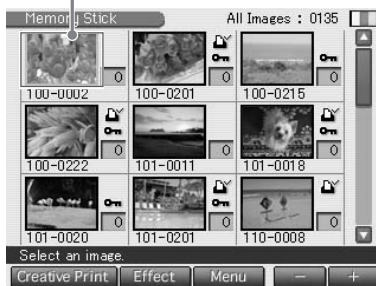 Memory Stick All Images : 0135
0 0 0
100-0002 100-0201 100-0215
0 0 0
100-0222 101-0011 101-0018
0 0 0
101-0020 101-0201 110-0008
Select an image.
Creative Print Effect Menu − +